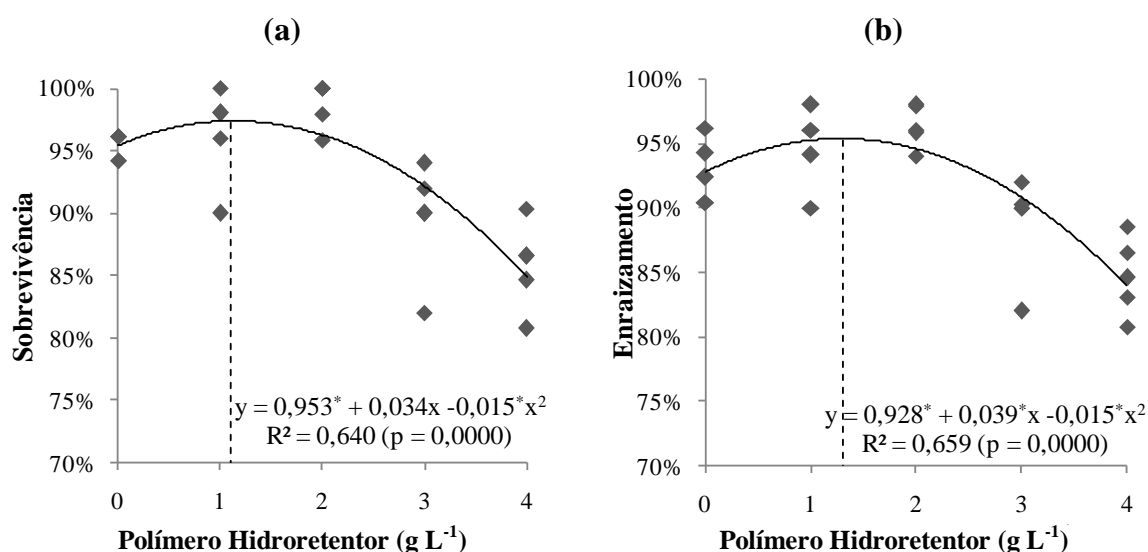 (a)
Sobrevivência
100%
95%
90%
85%
80%
75%
70%
y = 0,953* + 0,034x -0,015*x²
R² = 0,640 (p = 0,0000)
0 1 2 3 4
Polímero Hidroretentor (g L⁻¹)
(b)
Enraizamento
100%
95%
90%
85%
80%
75%
70%
y = 0,928* + 0,039*x -0,015*x²
R² = 0,659 (p = 0,0000)
0 1 2 3 4
Polímero Hidroretentor (g L⁻¹)